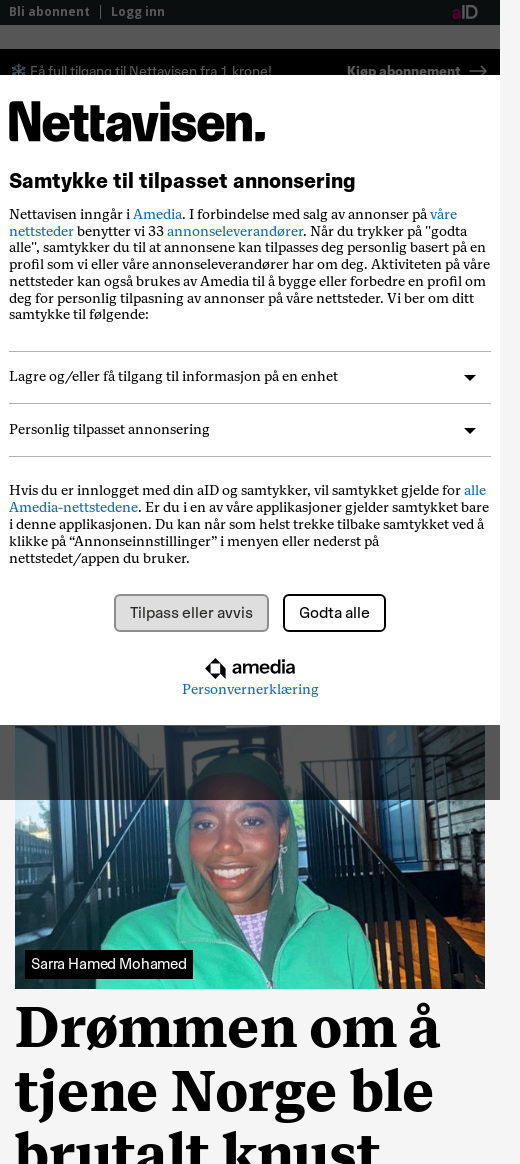 Bli abonnent | Logg inn aID
Få full tilgang til Nettavisen fra 1 krone! Kjøp abonnement
Nettavisen.
Samtykke til tilpasset annonsering
Nettavisen inngår i Amedia. I forbindelse med salg av annonser på våre
nettsteder benytter vi 33 annonseleverandører. Når du trykker på "godta
alle", samtykker du til at annonsene kan tilpasses deg personlig basert på en
profil som vi eller våre annonseleverandører har om deg. Aktiviteten på våre
nettsteder kan også brukes av Amedia til å bygge eller forbedre en profil om
deg for personlig tilpasning av annonser på våre nettsteder. Vi ber om ditt
samtykke til følgende:
Lagre og/eller få tilgang til informasjon på en enhet
Personlig tilpasset annonsering
Hvis du er innlogget med din aID og samtykker, vil samtykket gjelde for alle
Amedia-nettstedene. Er du i en av våre applikasjoner gjelder samtykket bare
i denne applikasjonen. Du kan når som helst trekke tilbake samtykket ved å
klikke på “Annonseinnstillinger” i menyen eller nederst på
nettstedet/appen du bruker.
Tilpass eller avvis Godta alle
amedia
Personvernerklæring
Sarra Hamed Mohamed
Drømmen om å
tjene Norge ble
brutalt knust